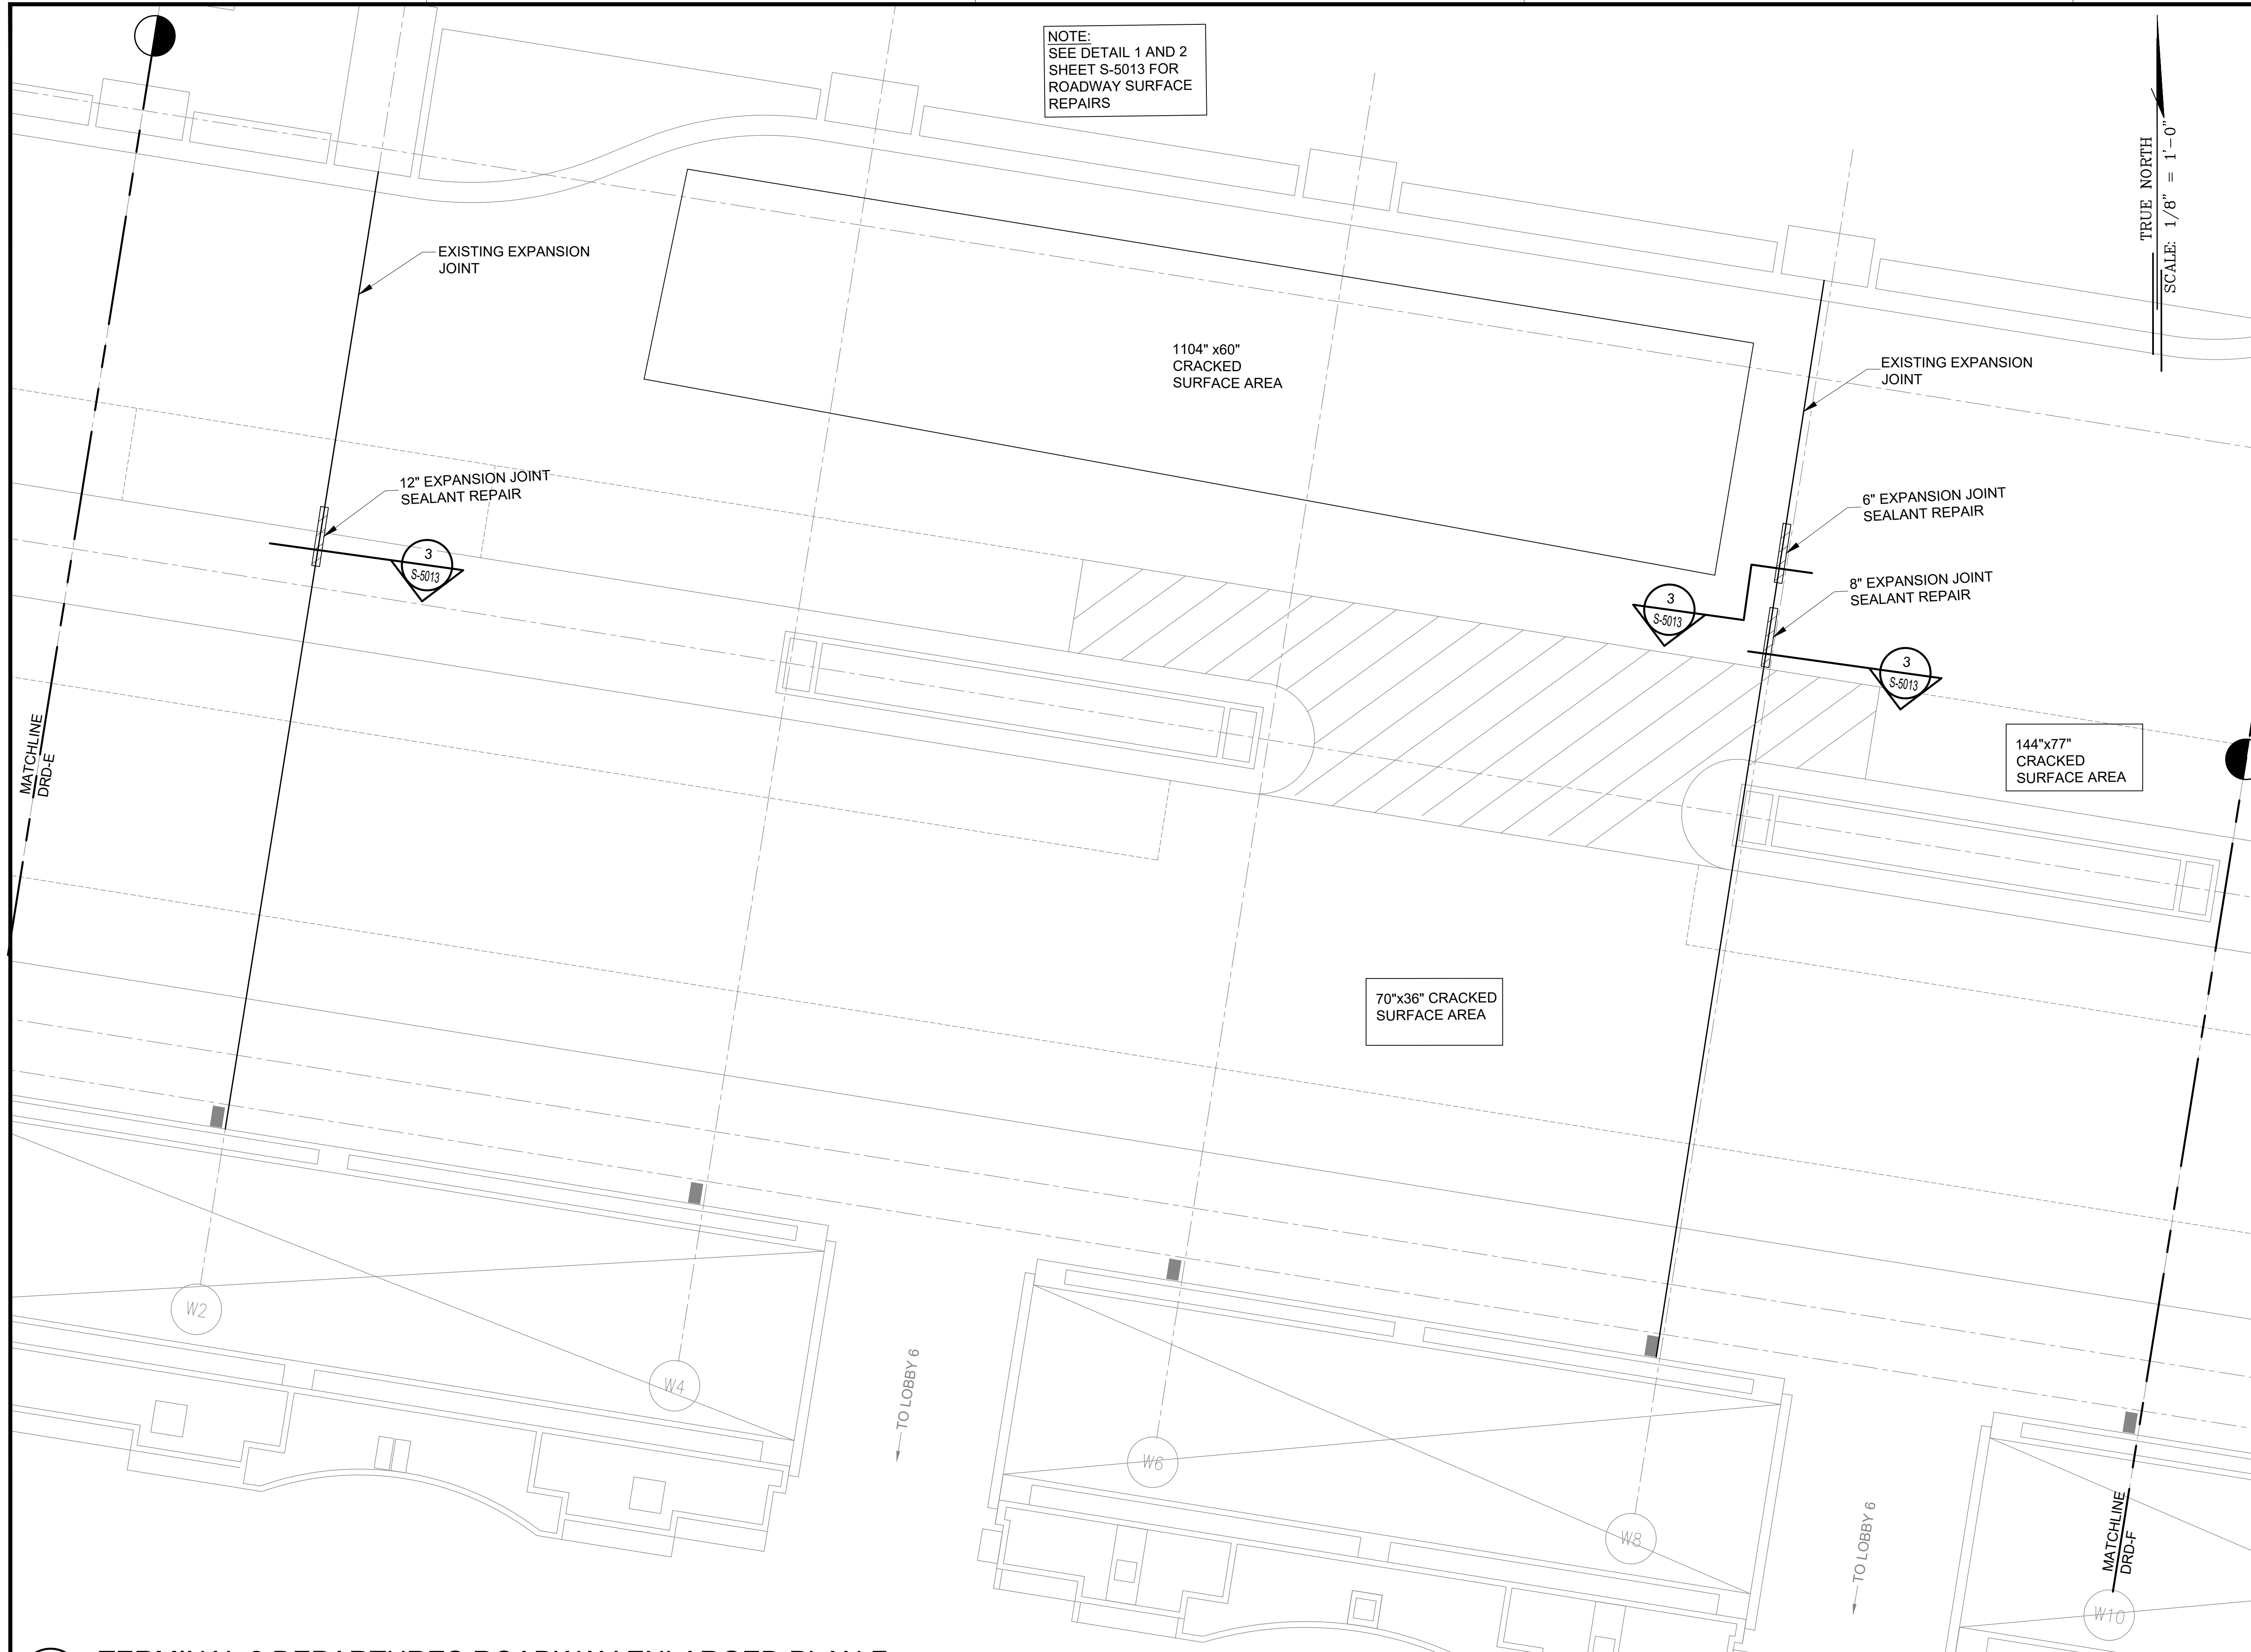 NOTE:
SEE DETAIL 1 AND 2
SHEET S-5013 FOR
ROADWAY SURFACE
REPAIRS
TRUE NORTH
SCALE: 1/8" = 1'-0"
EXISTING EXPANSION
JOINT
1104" x60"
CRACKED
SURFACE AREA
EXISTING EXPANSION
JOINT
12" EXPANSION JOINT
SEALANT REPAIR
3
S-5013
6" EXPANSION JOINT
SEALANT REPAIR
8" EXPANSION JOINT
SEALANT REPAIR
3
S-5013
3
S-5013
MATCHLINE
DRD-E
144"x77"
CRACKED
SURFACE AREA
70"x36" CRACKED
SURFACE AREA
W2
W4
TO LOBBY 6
W6
W8
TO LOBBY 6
MATCHLINE
DRD-F
W10
DEPARTURES ROADWAY ENLARGED PLAN